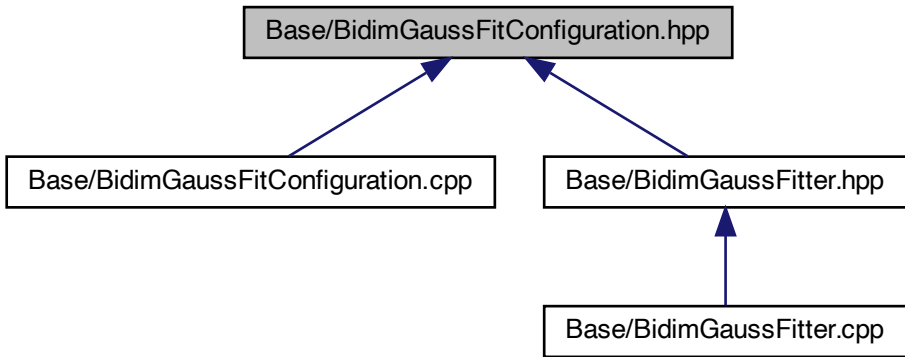 Base/BidimGaussFitConfiguration.hpp
Base/BidimGaussFitConfiguration.cpp
Base/BidimGaussFitter.hpp
Base/BidimGaussFitter.cpp